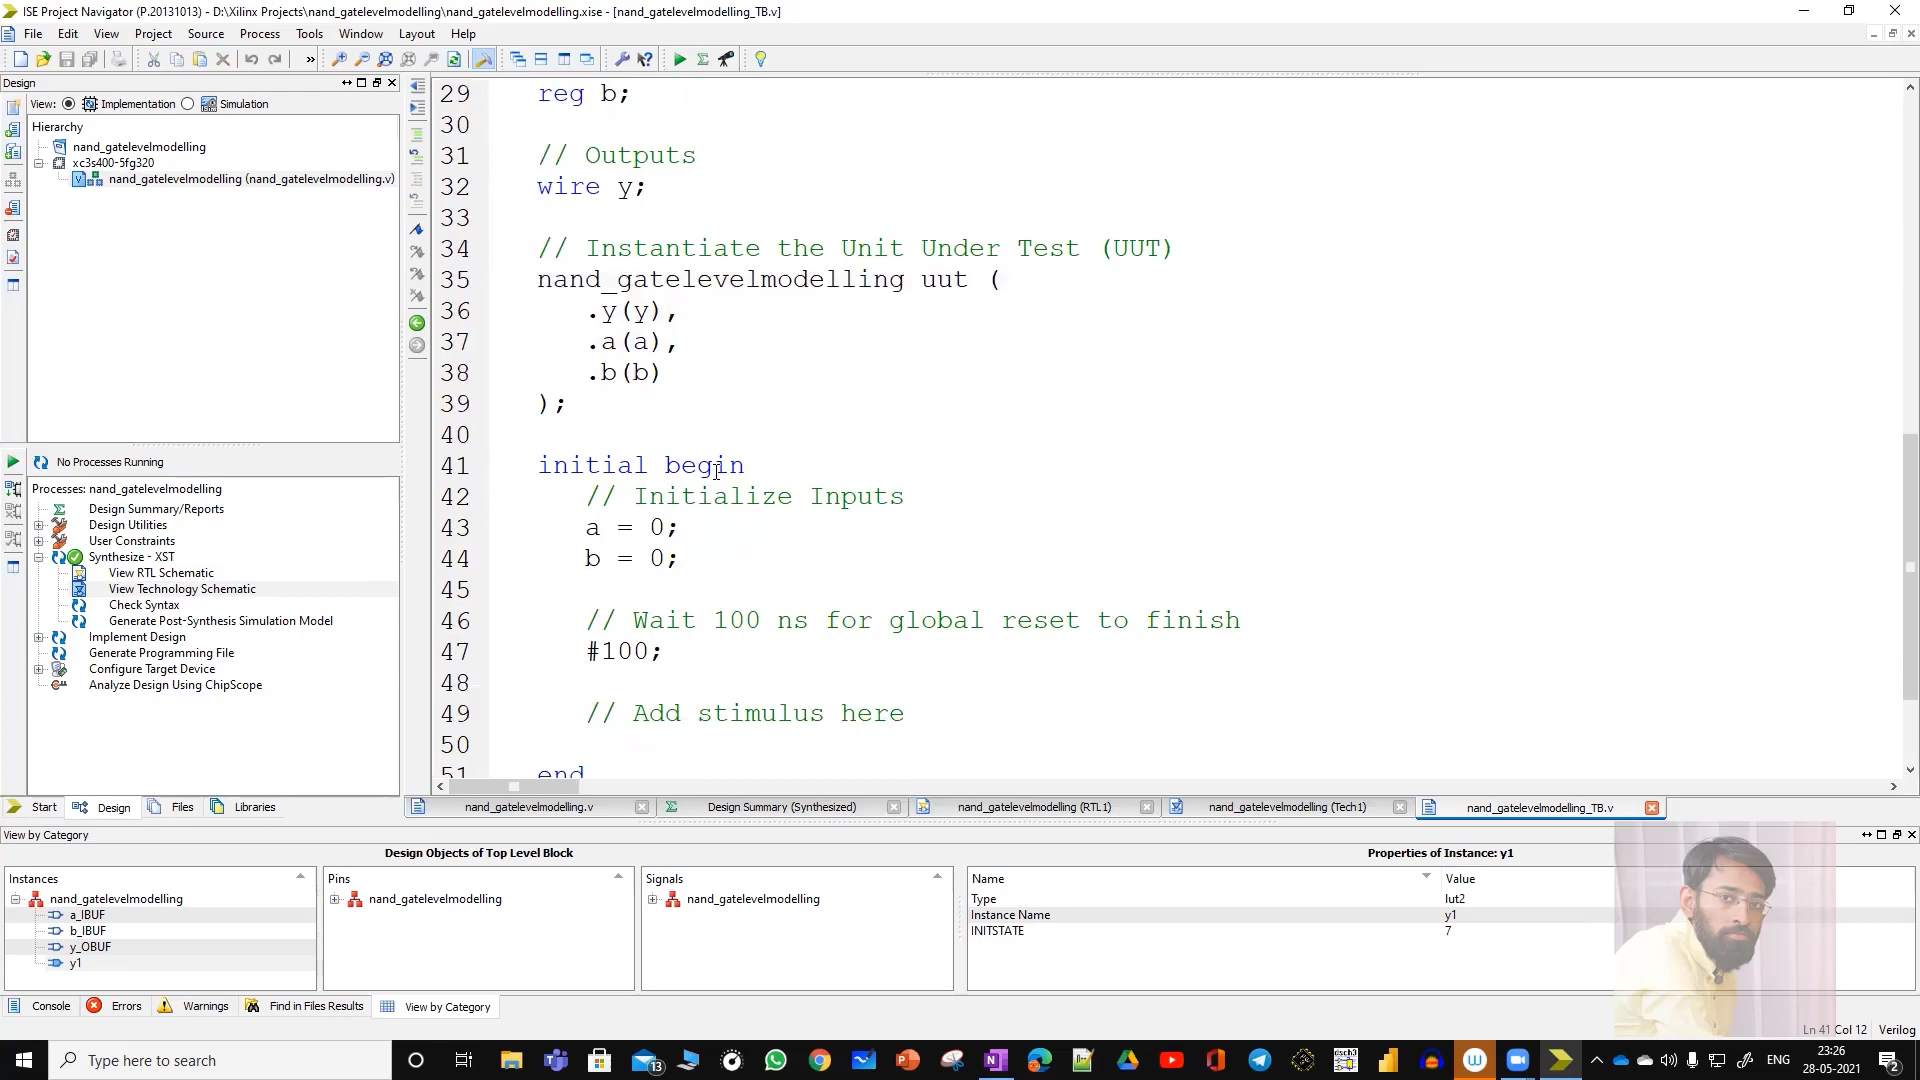 ISE Project Navigator (P.20131013) - D:\Xilinx Projects\nand_gatelevelmodelling\nand_gatelevelmodelling.xise - [nand_gatelevelmodelling_TB.v]
File Edit View Project Source Process Tools Window Layout Help
Design
View: Implementation Simulation
Hierarchy
nand_gatelevelmodelling
xc3s400-5fg320
nand_gatelevelmodelling (nand_gatelevelmodelling.v)
No Processes Running
Processes: nand_gatelevelmodelling
Design Summary/Reports
Design Utilities
User Constraints
Synthesize - XST
View RTL Schematic
View Technology Schematic
Check Syntax
Generate Post-Synthesis Simulation Model
Implement Design
Generate Programming File
Configure Target Device
Analyze Design Using ChipScope
Start Design Files Libraries
29 reg b;
30
31 // Outputs
32 wire y;
33
34 // Instantiate the Unit Under Test (UUT)
35 nand_gatelevelmodelling uut (
36 .y(y),
37 .a(a),
38 .b(b)
39 );
40
41 initial begin
42 // Initialize Inputs
43 a = 0;
44 b = 0;
45
46 // Wait 100 ns for global reset to finish
47 #100;
48
49 // Add stimulus here
50
51 end
nand_gatelevelmodelling.v Design Summary (Synthesized) nand_gatelevelmodelling (RTL1) nand_gatelevelmodelling (Tech1) nand_gatelevelmodelling_TB.v
View by Category
Design Objects of Top Level Block Properties of Instance: y1
Instances Pins Signals Name Value
nand_gatelevelmodelling nand_gatelevelmodelling nand_gatelevelmodelling Type lut2
a_IBUF Instance Name y1
b_IBUF INITSTATE 7
y_OBUF
y1
Console Errors Warnings Find in Files Results View by Category
Ln 41 Col 12 Verilog
Type here to search 13 dsch3 ENG 23:26
28-05-2021 2